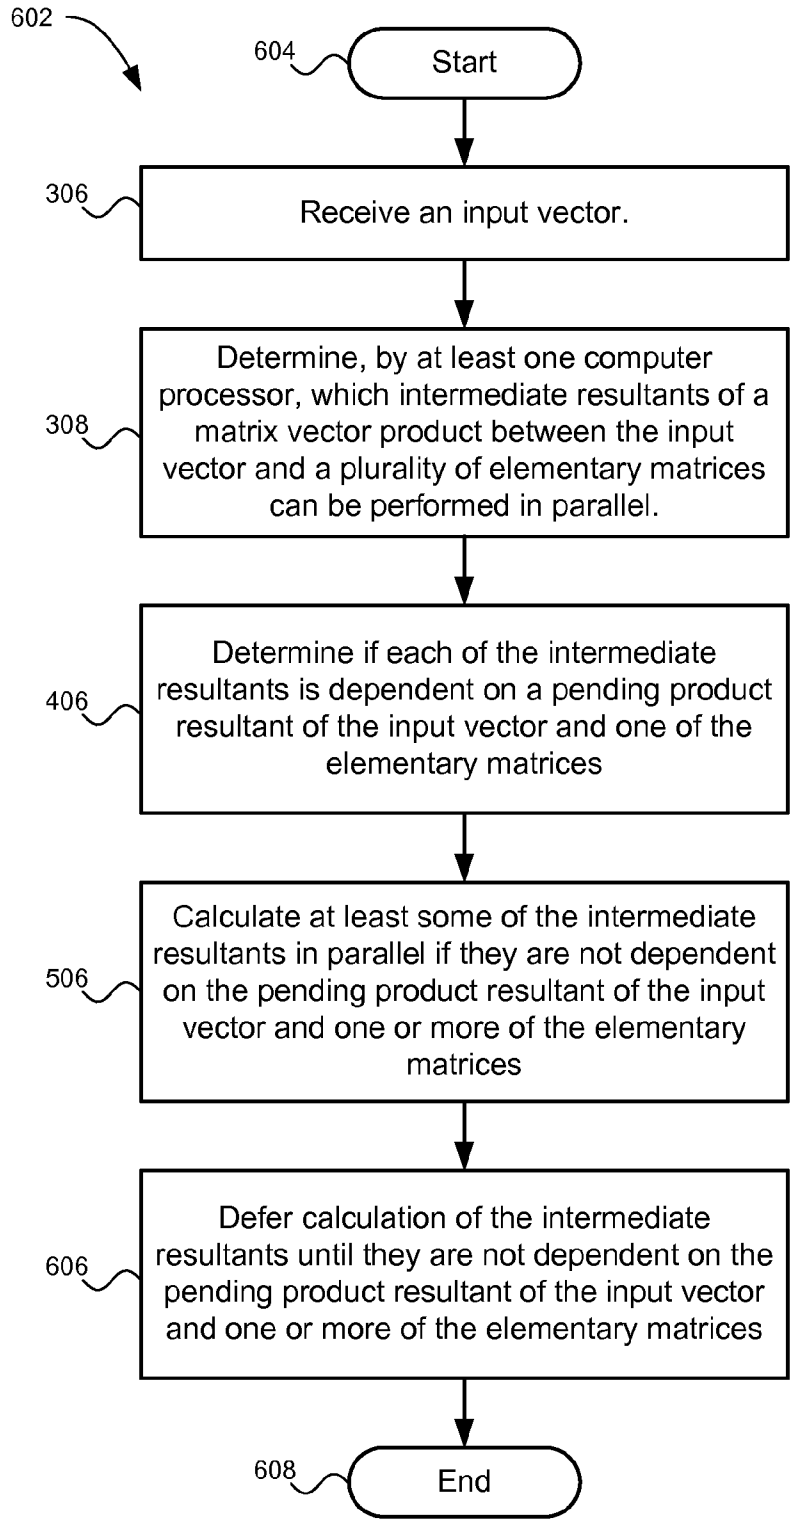 602
604
Start
306
Receive an input vector.
308
Determine, by at least one computer
processor, which intermediate resultants of a
matrix vector product between the input
vector and a plurality of elementary matrices
can be performed in parallel.
406
Determine if each of the intermediate
resultants is dependent on a pending product
resultant of the input vector and one of the
elementary matrices
506
Calculate at least some of the intermediate
resultants in parallel if they are not dependent
on the pending product resultant of the input
vector and one or more of the elementary
matrices
606
Defer calculation of the intermediate
resultants until they are not dependent on the
pending product resultant of the input vector
and one or more of the elementary matrices
608
End